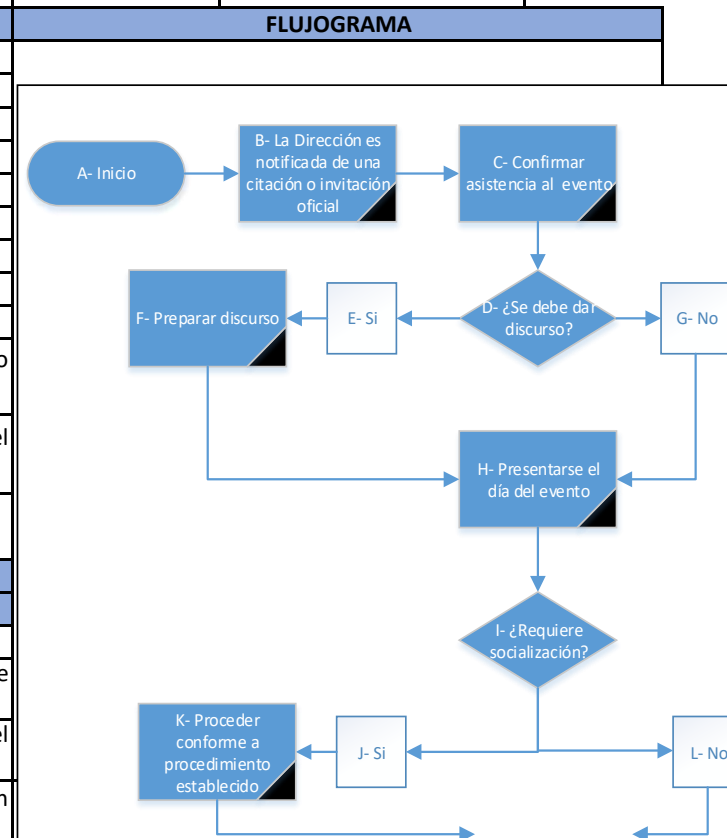 FLUJOGRAMA
A- Inicio
B- La Dirección es
notificada de una
citación o invitación
oficial
C- Confirmar
asistencia al evento
D- ¿Se debe dar
discurso?
E- Si
F- Preparar discurso
G- No
H- Presentarse el
día del evento
I- ¿Requiere
socialización?
J- Si
K- Proceder
conforme a
procedimiento
establecido
L- No